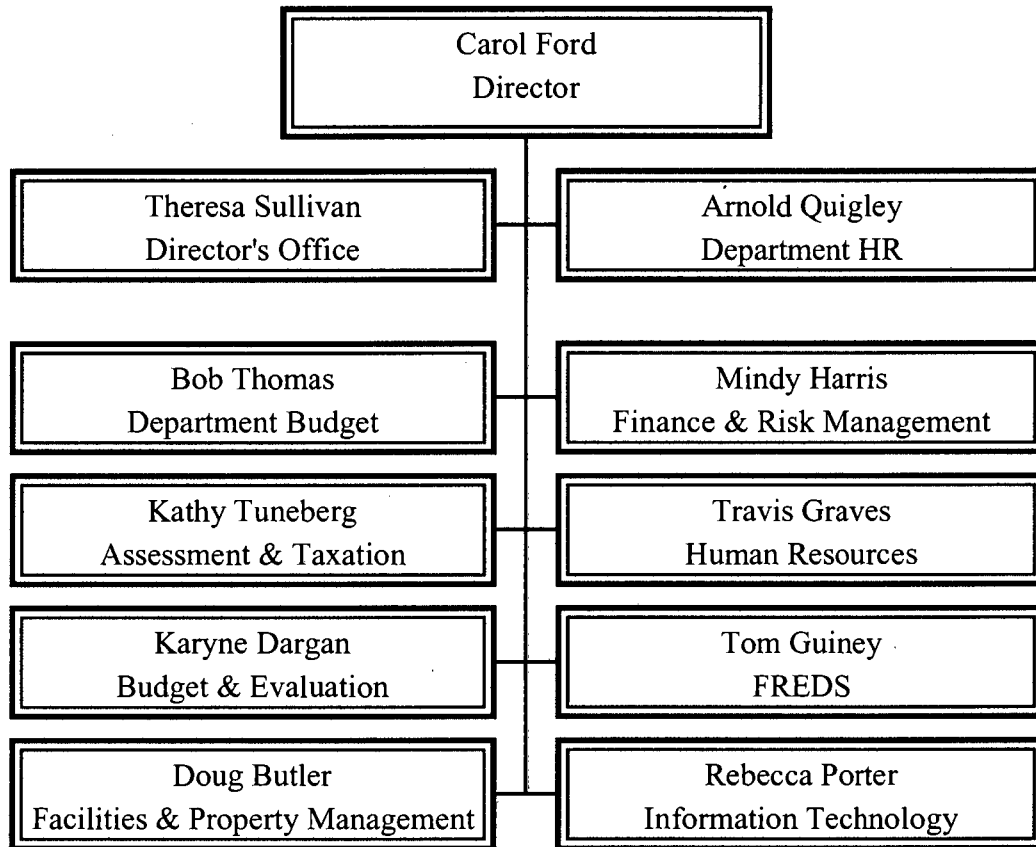 Carol Ford
Director
Theresa Sullivan
Director's Office
Arnold Quigley
Department HR
Bob Thomas
Department Budget
Mindy Harris
Finance & Risk Management
Kathy Tuneberg
Assessment & Taxation
Travis Graves
Human Resources
Karyne Dargan
Budget & Evaluation
Tom Guiney
FREDS
Doug Butler
Facilities & Property Management
Rebecca Porter
Information Technology